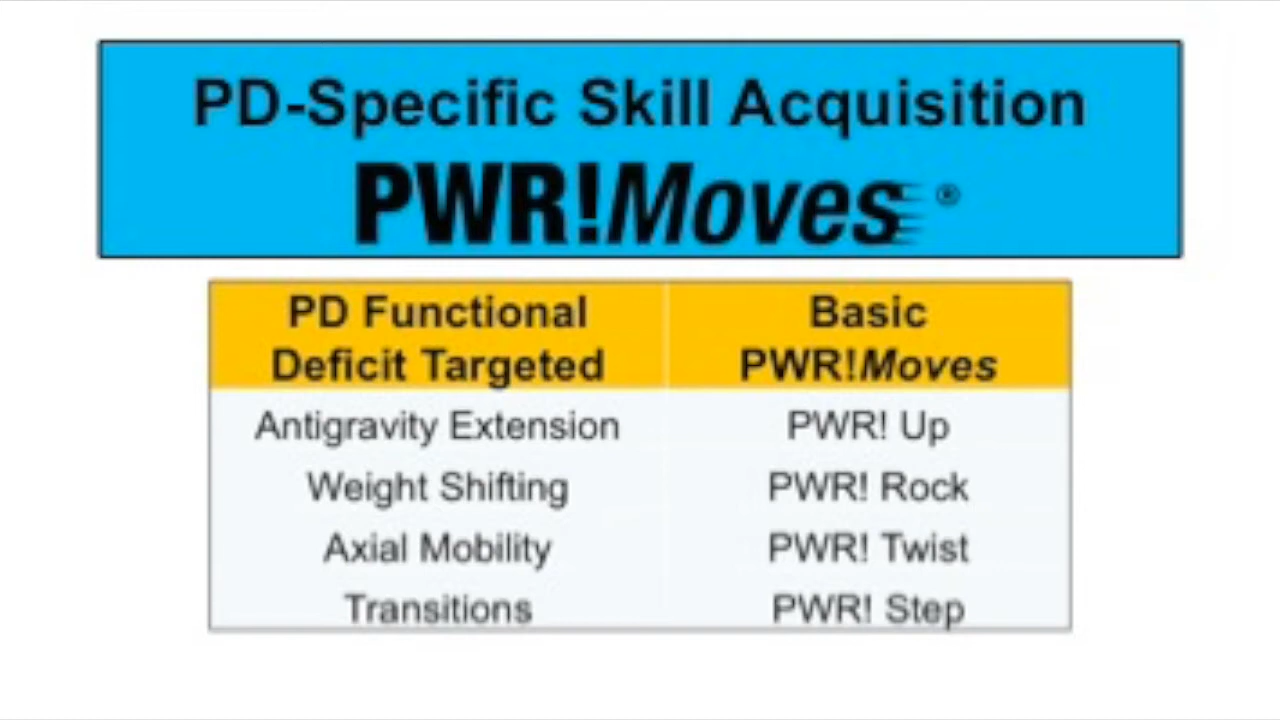 PD-Specific Skill Acquisition
PWR!Moves ®
PD Functional
Deficit Targeted
Basic
PWR!Moves
Antigravity Extension
PWR! Up
Weight Shifting
PWR! Rock
Axial Mobility
PWR! Twist
Transitions
PWR! Step